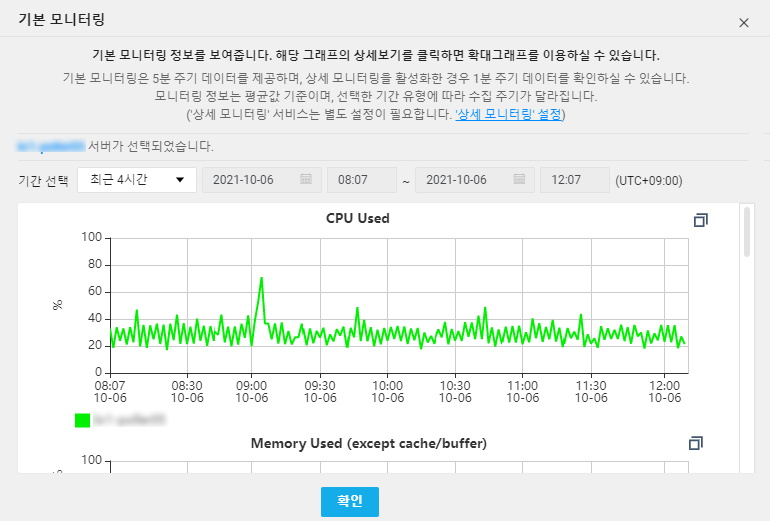 기본 모니터링
기본 모니터링 정보를 보여줍니다. 해당 그래프의 상세보기를 클릭하면 확대그래프를 이용하실 수 있습니다.
기본 모니터링은 5분 주기 데이터를 제공하며, 상세 모니터링을 활성화한 경우 1분 주기 데이터를 확인하실 수 있습니다.
모니터링 정보는 평균값 기준이며, 선택한 기간 유형에 따라 수집 주기가 달라집니다.
('상세 모니터링' 서비스는 별도 설정이 필요합니다. '상세 모니터링' 설정)
서버가 선택되었습니다.
기간 선택 최근 4시간 2021-10-06 08:07 ~ 2021-10-06 12:07 (UTC+09:00)
CPU Used
100
80
60
%
40
20
0
08:07 08:30 09:00 09:30 10:00 10:30 11:00 11:30 12:00
10-06 10-06 10-06 10-06 10-06 10-06 10-06 10-06 10-06
Memory Used (except cache/buffer)
100
확인